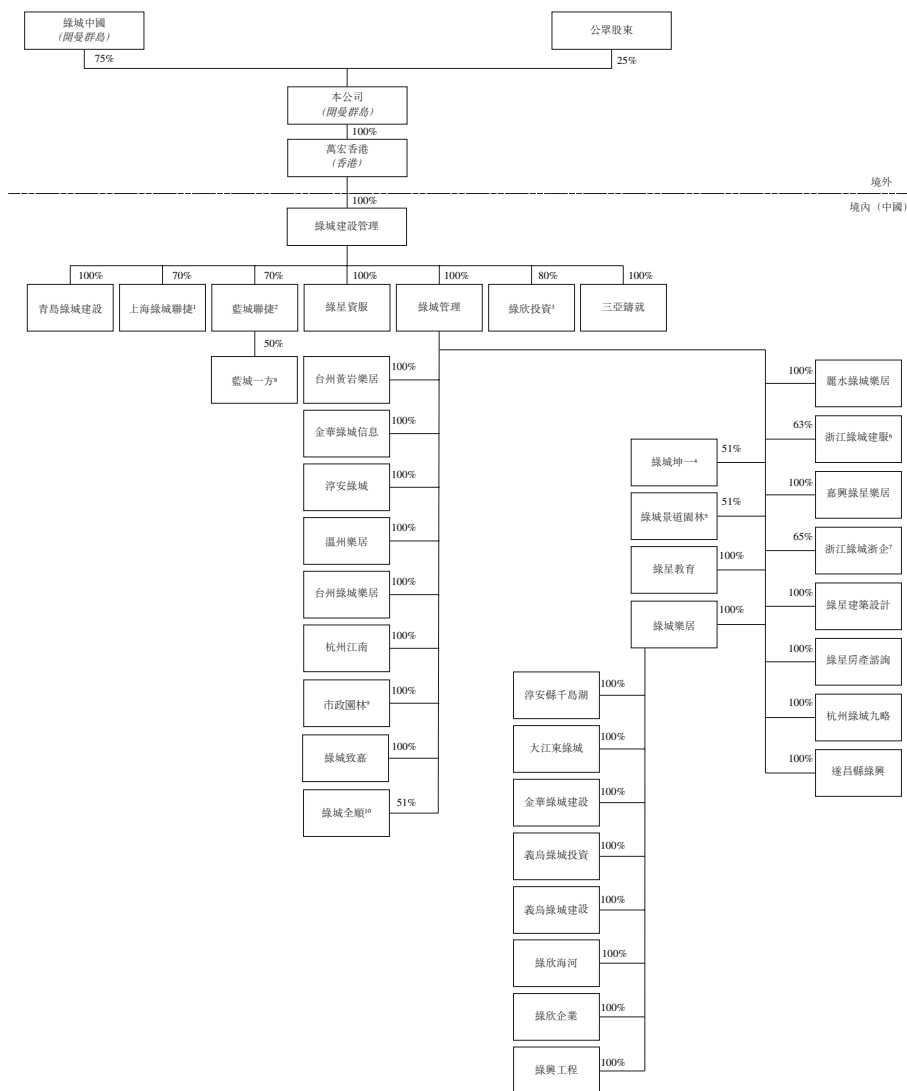 綠城中國
(開曼群島)
公眾股東
75%
25%
本公司
(開曼群島)
100%
萬宏香港
(香港)
境外
境內（中國）
100%
綠城建設管理
100%
70%
70%
100%
100%
80%
100%
青島綠城建設
上海綠城聯捷¹
藍城聯捷²
綠星資服
綠城管理
綠欣投資³
三亞鑄就
50%
藍城一方⁸
100%
台州黃岩樂居
100%
金華綠城信息
100%
淳安綠城
100%
溫州樂居
100%
台州綠城樂居
100%
杭州江南
100%
市政園林⁹
100%
綠城致嘉
51%
綠城全順¹⁰
51%
綠城坤一⁴
51%
綠城景道園林⁵
100%
綠星教育
100%
綠城樂居
100%
淳安縣千島湖
100%
大江東綠城
100%
金華綠城建設
100%
義烏綠城投資
100%
義烏綠城建設
100%
綠欣海河
100%
綠欣企業
100%
綠興工程
100%
麗水綠城樂居
63%
浙江綠城建服⁶
100%
嘉興綠星樂居
65%
浙江綠城浙企⁷
100%
綠星建築設計
100%
綠星房產諮詢
100%
杭州綠城九略
100%
遂昌縣綠興